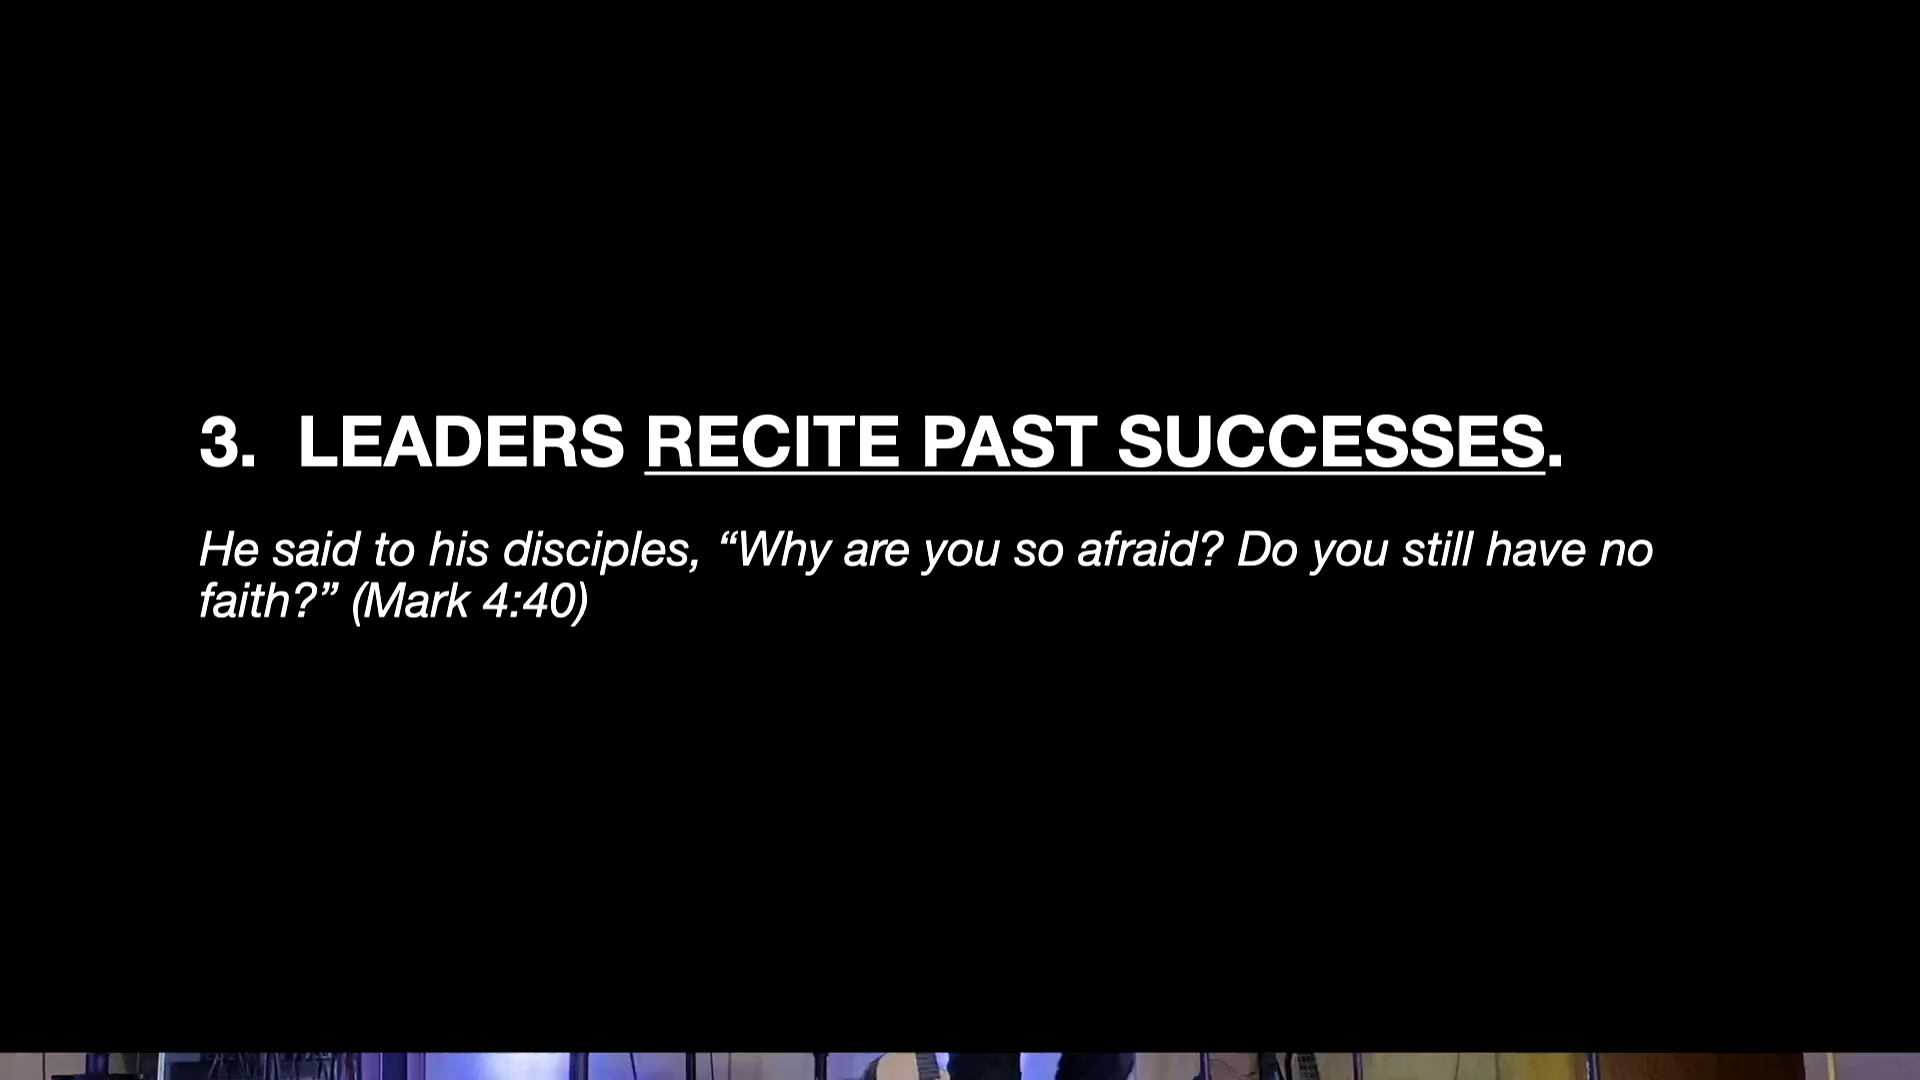 3. LEADERS RECITE PAST SUCCESSES.
He said to his disciples, “Why are you so afraid? Do you still have no
faith?” (Mark 4:40)